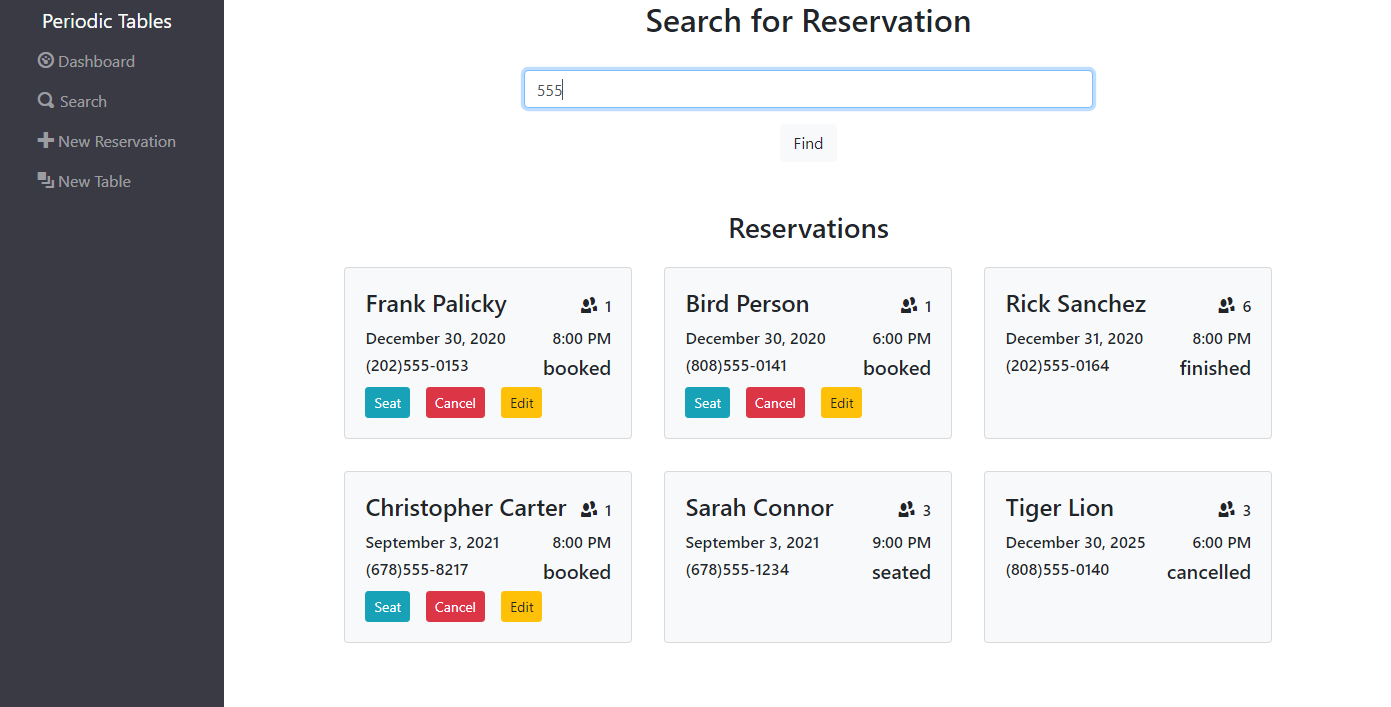 Periodic Tables
Dashboard
Search
New Reservation
New Table
Search for Reservation
555
Find
Reservations
Frank Palicky 1
December 30, 2020 8:00 PM
(202)555-0153 booked
Seat Cancel Edit
Bird Person 1
December 30, 2020 6:00 PM
(808)555-0141 booked
Seat Cancel Edit
Rick Sanchez 6
December 31, 2020 8:00 PM
(202)555-0164 finished
Christopher Carter 1
September 3, 2021 8:00 PM
(678)555-8217 booked
Seat Cancel Edit
Sarah Connor 3
September 3, 2021 9:00 PM
(678)555-1234 seated
Tiger Lion 3
December 30, 2025 6:00 PM
(808)555-0140 cancelled